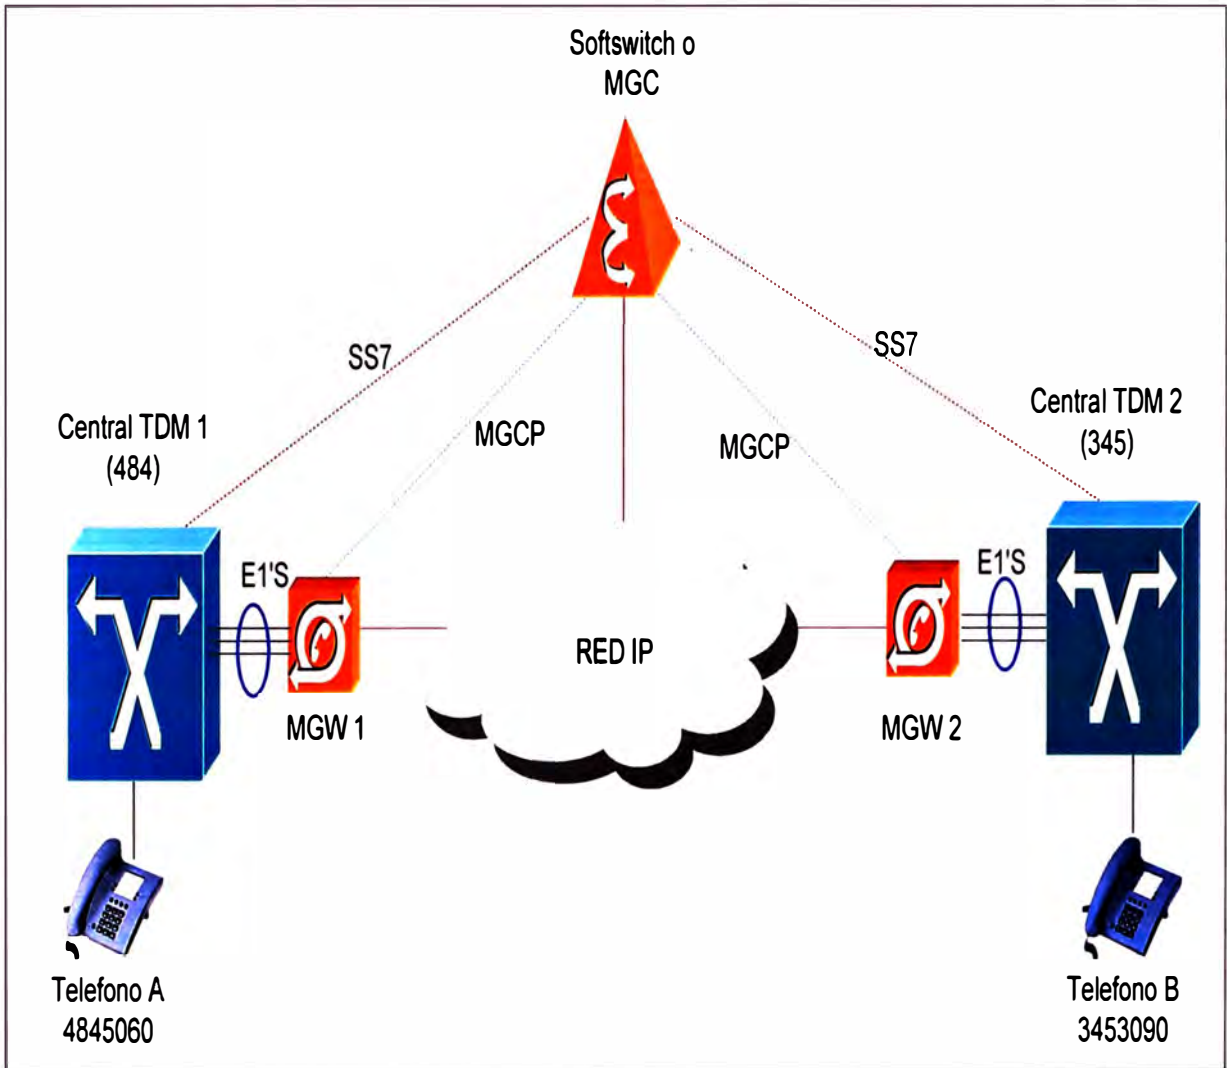 Softswitch o
MGC
SS7
SS7
Central TDM 1
(484)
Central TDM 2
(345)
MGCP
MGCP
E1'S
E1'S
RED IP
MGW 1
MGW 2
Telefono A
4845060
Telefono B
3453090